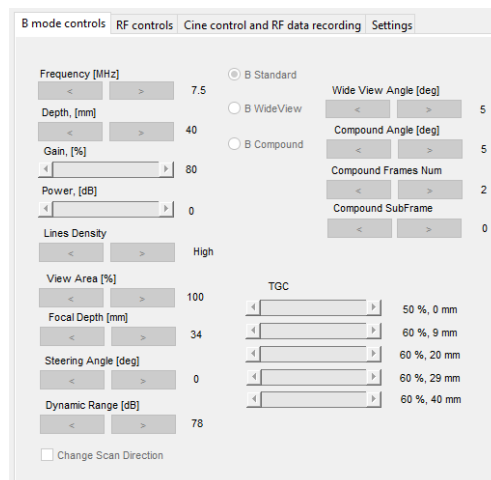 B mode controls RF controls Cine control and RF data recording Settings
Frequency [MHz]
< > 7.5
Depth, [mm]
< > 40
Gain, [%]
80
Power, [dB]
0
Lines Density
< > High
View Area [%]
< > 100
Focal Depth [mm]
< > 34
Steering Angle [deg]
< > 0
Dynamic Range [dB]
< > 78
Change Scan Direction
B Standard
B WideView
B Compound
Wide View Angle [deg]
< > 5
Compound Angle [deg]
< > 5
Compound Frames Num
< > 2
Compound SubFrame
< > 0
TGC
50 %, 0 mm
60 %, 9 mm
60 %, 20 mm
60 %, 29 mm
60 %, 40 mm